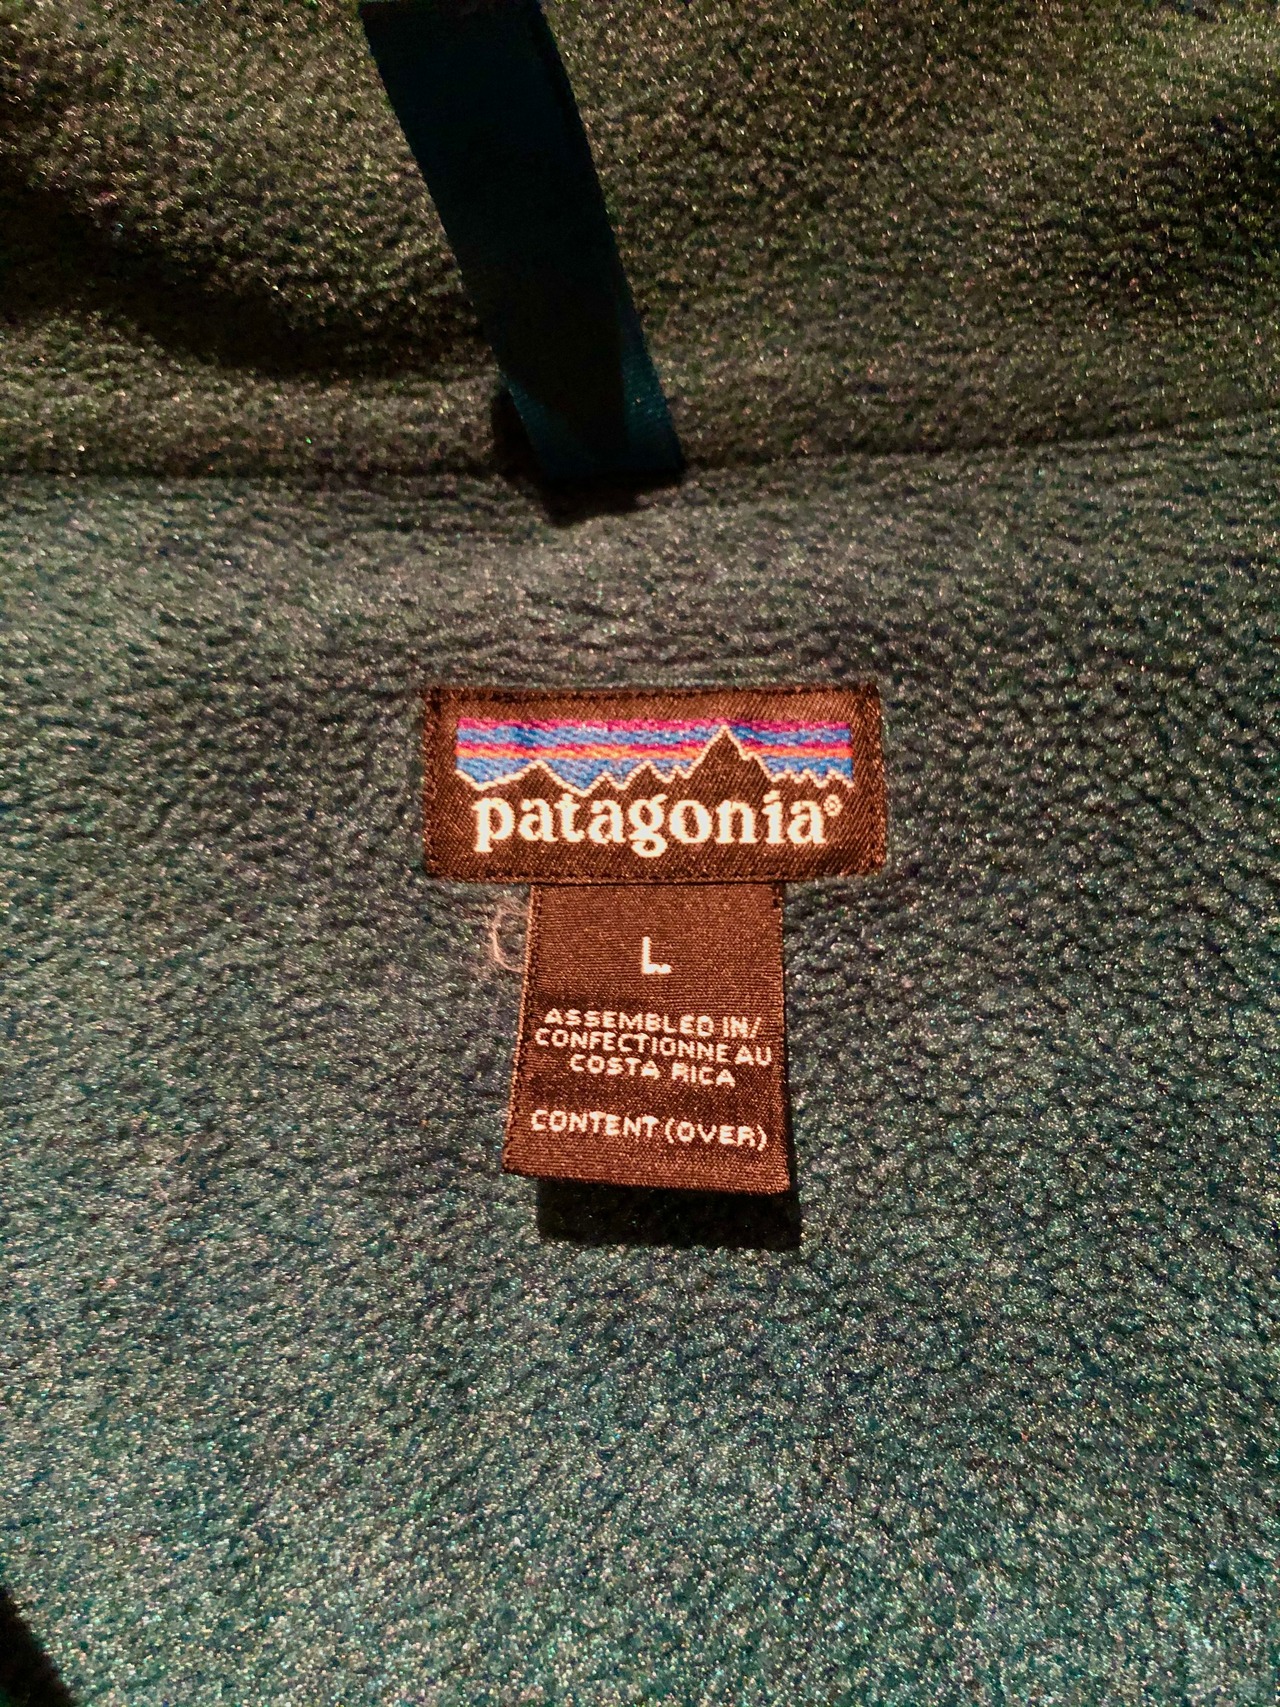 patagonia®
L
ASSEMBLED IN/
CONFECTIONNE AU
COSTA RICA
CONTENT (OVER)